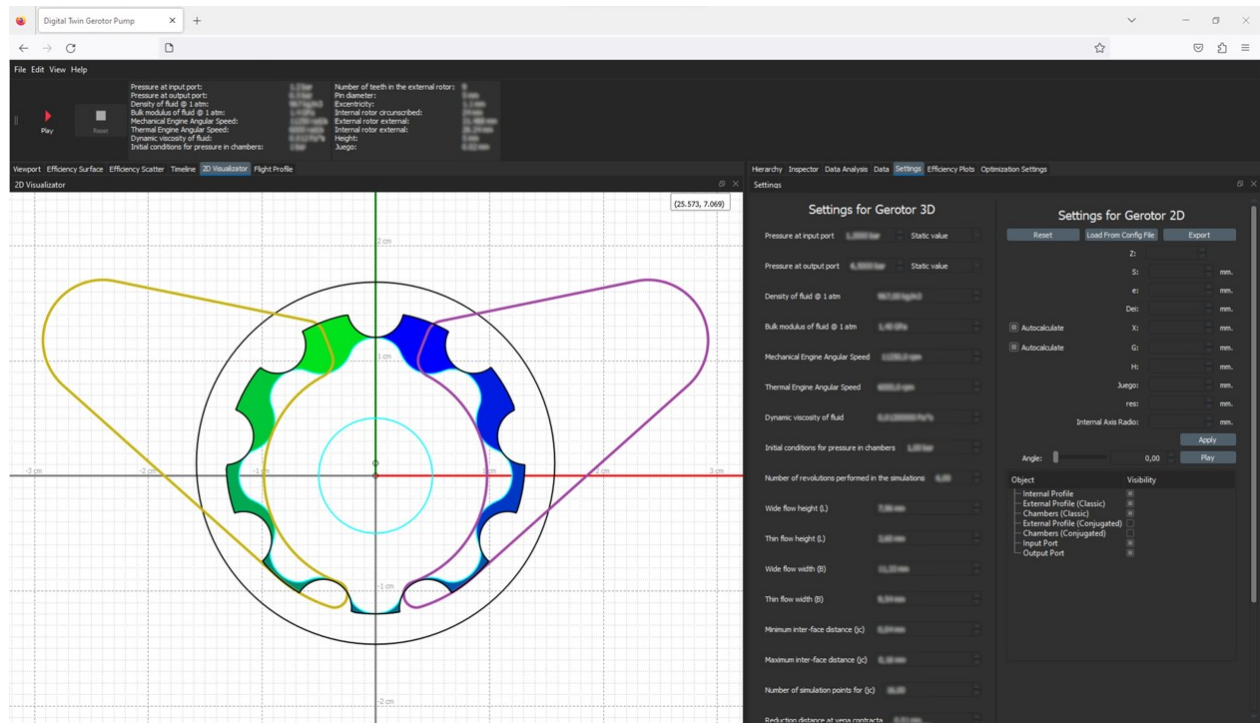 Digital Twin Gerotor Pump
File Edit View Help
Play
Reset
Pressure at input port:
Pressure at output port:
Density of fluid @ 1 atm:
Bulk modulus of fluid @ 1 atm:
Mechanical Engine Angular Speed:
Thermal Engine Angular Speed:
Dynamic viscosity of fluid:
Initial conditions for pressure in chambers:
Number of teeth in the external rotor:
Pin diameter:
Excentricity:
Internal rotor circunscribed:
External rotor external:
Internal rotor external:
Height:
Juego:
Viewport Efficiency Surface Efficiency Scatter Timeline 2D Visualizator Flight Profile
2D Visualizator
(25.573, 7.069)
2 cm
1 cm
-3 cm -2 cm -1 cm 1 cm 2 cm 3 cm
-1 cm
-2 cm
Hierarchy Inspector Data Analysis Data Settings Efficiency Plots Optimization Settings
Settings
Settings for Gerotor 3D
Pressure at input port Static value
Pressure at output port Static value
Density of fluid @ 1 atm
Bulk modulus of fluid @ 1 atm
Mechanical Engine Angular Speed
Thermal Engine Angular Speed
Dynamic viscosity of fluid
Initial conditions for pressure in chambers
Number of revolutions performed in the simulations
Wide flow height (L)
Thin flow height (L)
Wide flow width (B)
Thin flow width (B)
Minimum inter-face distance (jc)
Maximum inter-face distance (jc)
Number of simulation points for (jc)
Reduction distance at vena contracta
Settings for Gerotor 2D
Reset Load From Config File Export
Z:
S: mm.
e: mm.
Dei: mm.
Autocalculate X: mm.
Autocalculate G: mm.
H: mm.
Juego: mm.
res: mm.
Internal Axis Radio: mm.
Apply
Angle: 0,00 Play
Object Visibility
Internal Profile
External Profile (Classic)
Chambers (Classic)
External Profile (Conjugated)
Chambers (Conjugated)
Input Port
Output Port